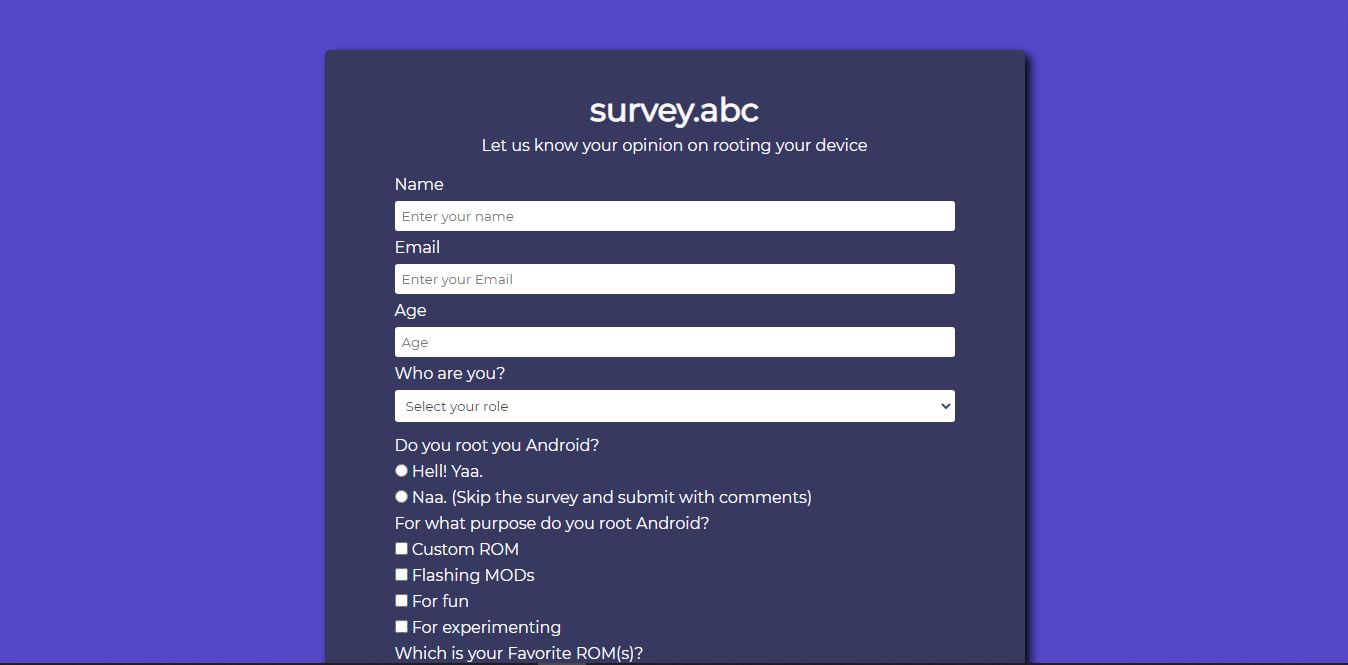 survey.abc
Let us know your opinion on rooting your device
Name
Enter your name
Email
Enter your Email
Age
Age
Who are you?
Select your role
Do you root you Android?
Hell! Yaa.
Naa. (Skip the survey and submit with comments)
For what purpose do you root Android?
Custom ROM
Flashing MODs
For fun
For experimenting
Which is your Favorite ROM(s)?